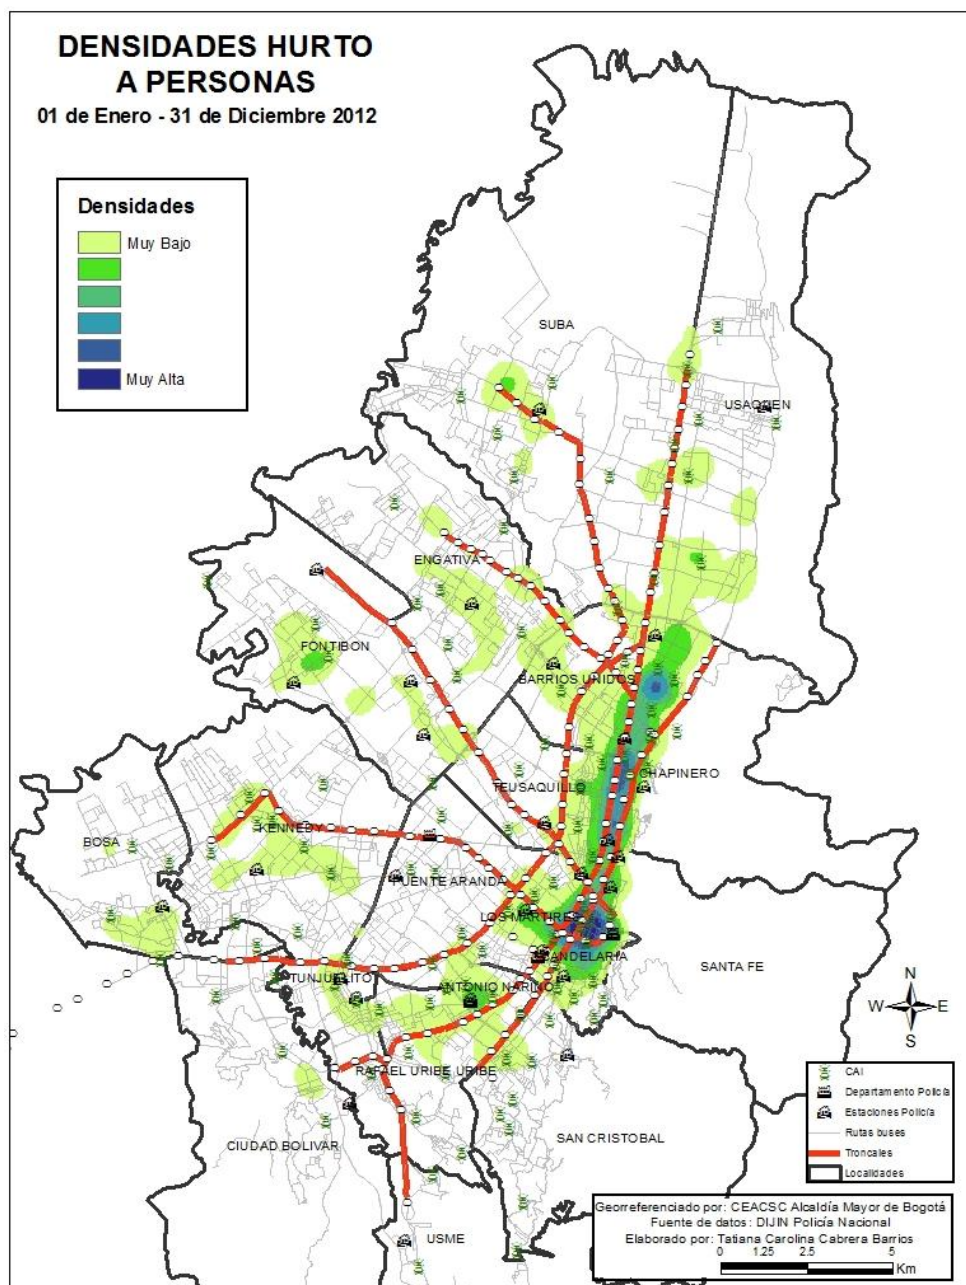 DENSIDADES HURTO
A PERSONAS
01 de Enero - 31 de Diciembre 2012
Densidades
Muy Bajo
Muy Alta
SUBA
USAQUEN
ENGATIVA
FONTIBON
BARRIOS UNIDOS
CHAPINERO
TEUSAQUILLO
KENNEDY
BOSA
PUENTE ARANDA
LOS MARTIRES
CANDELARIA
SANTA FE
TUNJUELITO
ANTONIO NARIÑO
RAFAEL URIBE URIBE
SAN CRISTOBAL
CIUDAD BOLIVAR
USME
N
W
E
S
CAI
Departamento Policía
Estaciones Policía
Rutas buses
Troncales
Localidades
Georreferenciado por: CEACSC Alcaldía Mayor de Bogotá
Fuente de datos: DIJIN Policía Nacional
Elaborado por: Tatiana Carolina Cabrera Barrios
0 1.25 2.5 5
Km